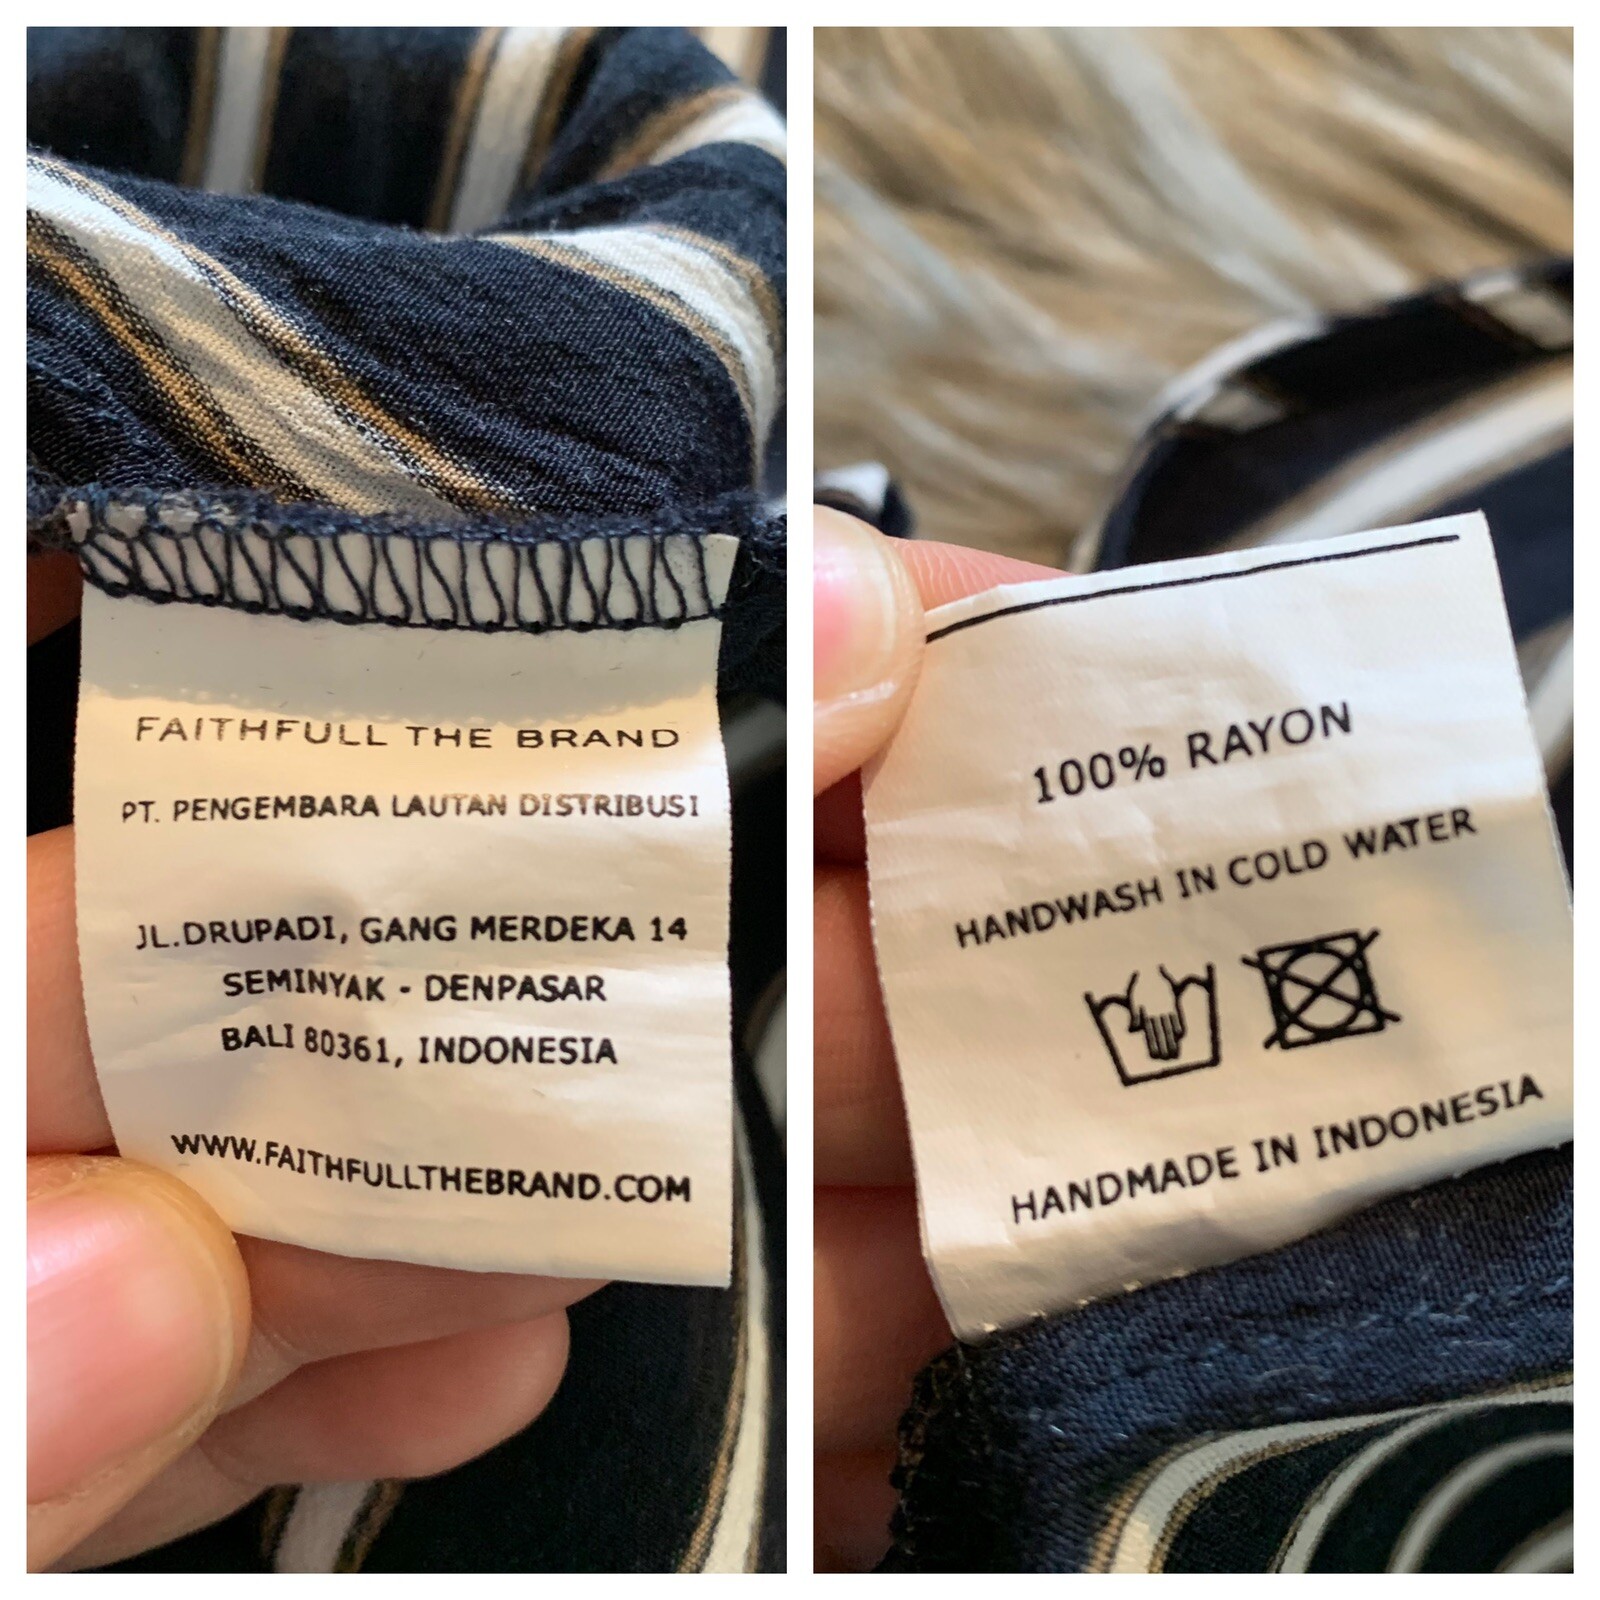 FAITHFULL THE BRAND
PT. PENGEMBARA LAUTAN DISTRIBUSI
JL.DRUPADI, GANG MERDEKA 14
SEMINYAK - DENPASAR
BALI 80361, INDONESIA
WWW.FAITHFULLTHEBRAND.COM
100% RAYON
HANDWASH IN COLD WATER
HANDMADE IN INDONESIA